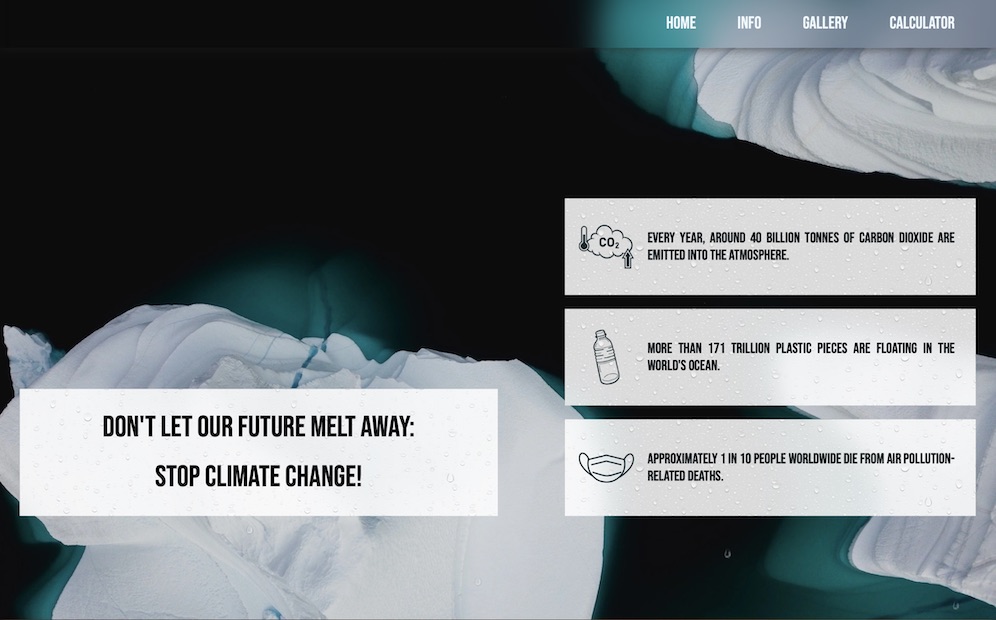 HOME INFO GALLERY CALCULATOR
CO₂
EVERY YEAR, AROUND 40 BILLION TONNES OF CARBON DIOXIDE ARE
EMITTED INTO THE ATMOSPHERE.
MORE THAN 171 TRILLION PLASTIC PIECES ARE FLOATING IN THE
WORLD'S OCEAN.
DON'T LET OUR FUTURE MELT AWAY:
STOP CLIMATE CHANGE!
APPROXIMATELY 1 IN 10 PEOPLE WORLDWIDE DIE FROM AIR POLLUTION-
RELATED DEATHS.